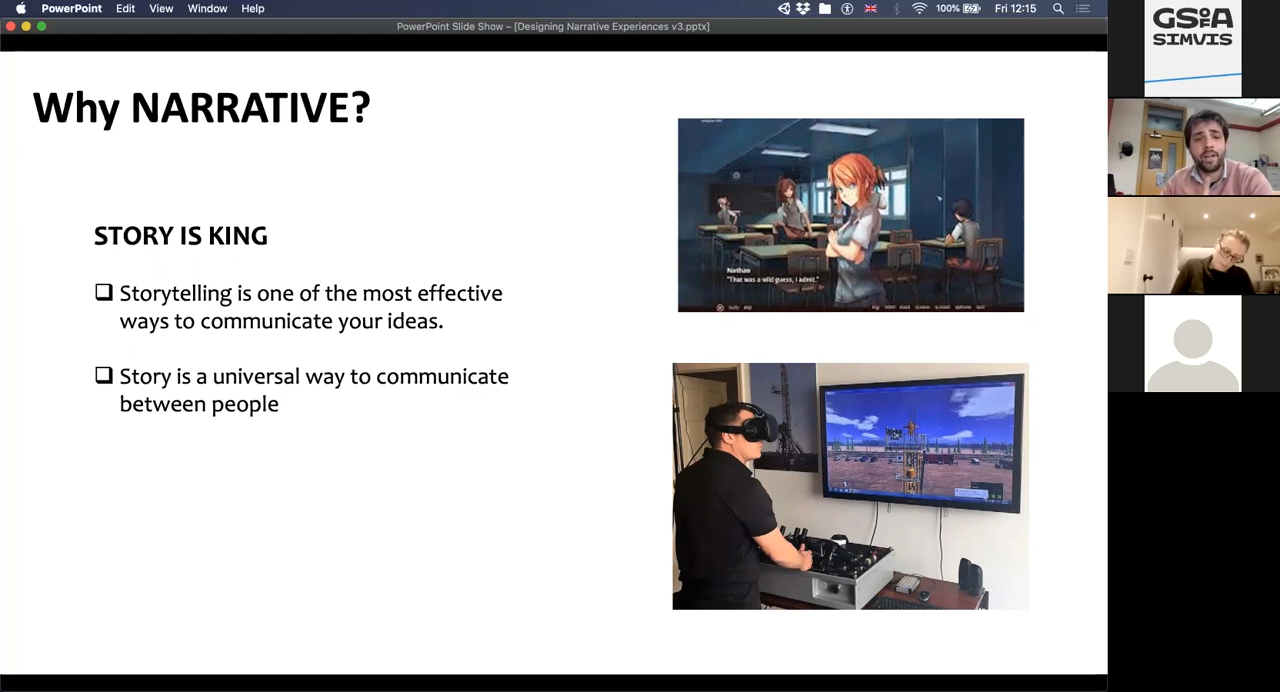 PowerPoint Edit View Window Help
100% Fri 12:15
PowerPoint Slide Show – [Designing Narrative Experiences v3.pptx]
GSofA
SIMVIS
Why NARRATIVE?
STORY IS KING
Storytelling is one of the most effective
ways to communicate your ideas.
Story is a universal way to communicate
between people
Nathan
"That was a wild guess, I admit."